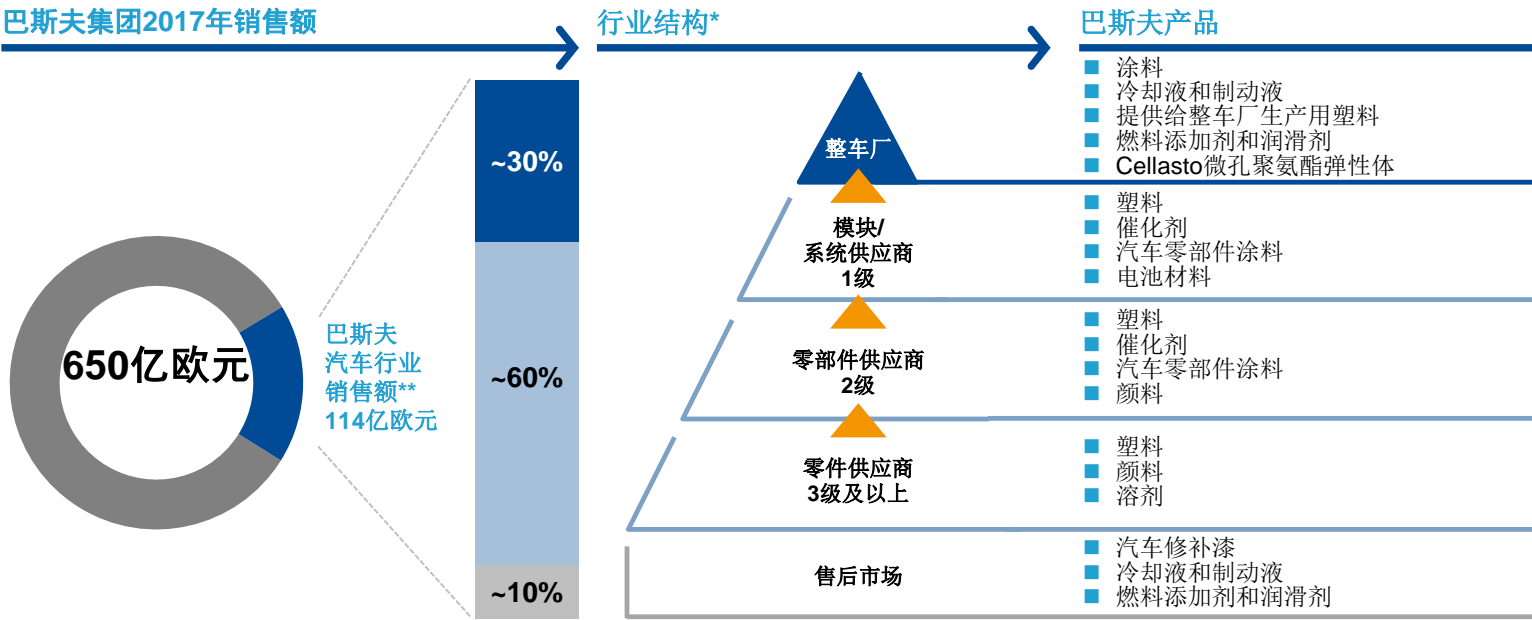 巴斯夫集团2017年销售额
行业结构*
巴斯夫产品
650亿欧元
巴斯夫
汽车行业
销售额**
114亿欧元
~30%
~60%
~10%
整车厂
涂料
冷却液和制动液
提供给整车厂生产用塑料
燃料添加剂和润滑剂
Cellasto微孔聚氨酯弹性体
模块/
系统供应商
1级
塑料
催化剂
汽车零部件涂料
电池材料
零部件供应商
2级
塑料
催化剂
汽车零部件涂料
颜料
零件供应商
3级及以上
塑料
颜料
溶剂
售后市场
汽车修补漆
冷却液和制动液
燃料添加剂和润滑剂